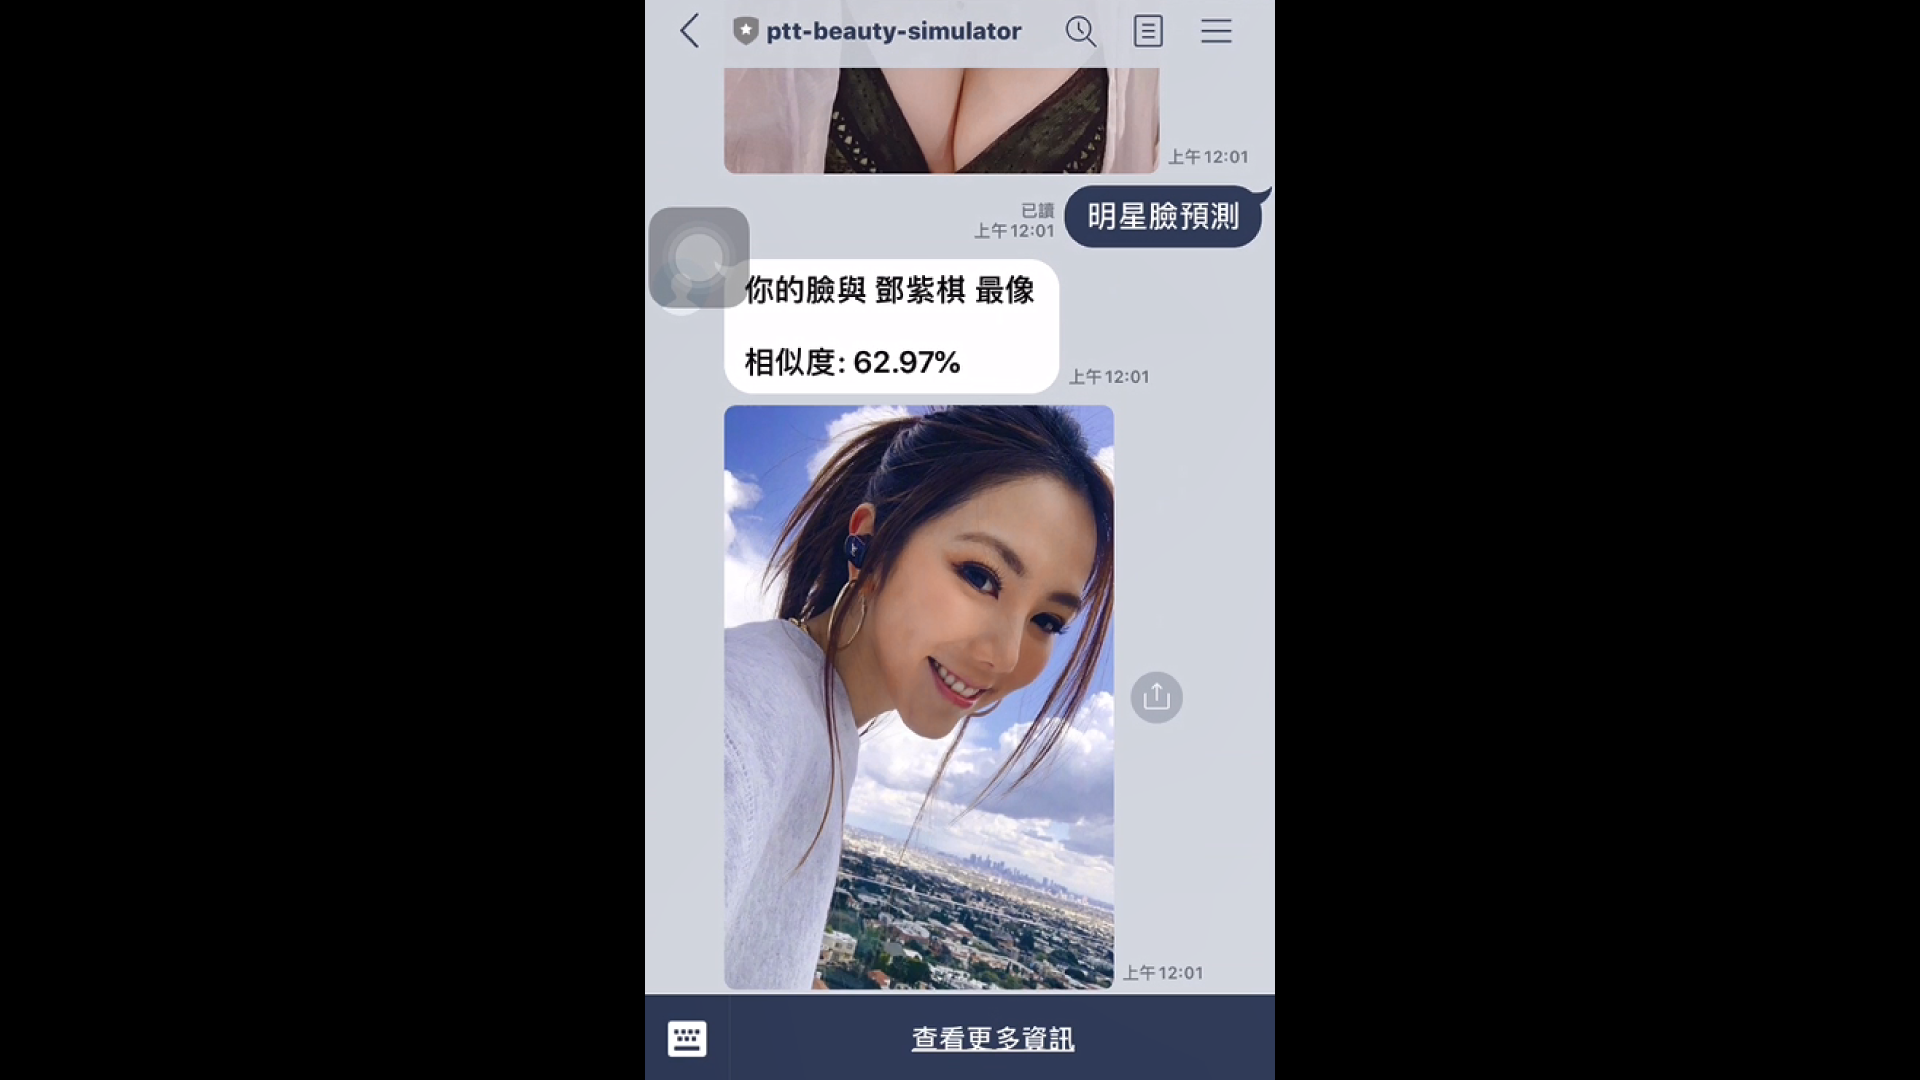 ptt-beauty-simulator
上午12:01
明星臉預測
已讀
上午12:01
你的臉與 鄧紫棋 最像
相似度: 62.97%
上午12:01
上午12:01
查看更多資訊